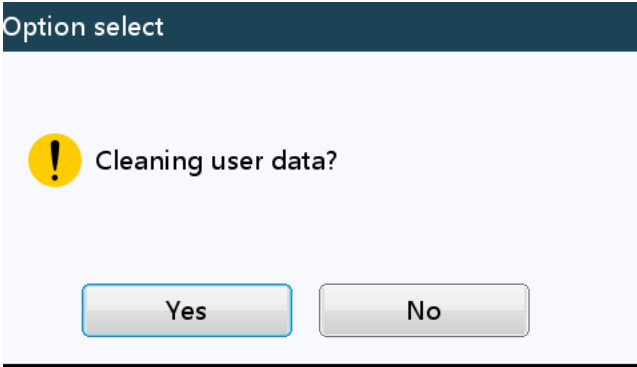 Option select
Cleaning user data?
Yes No